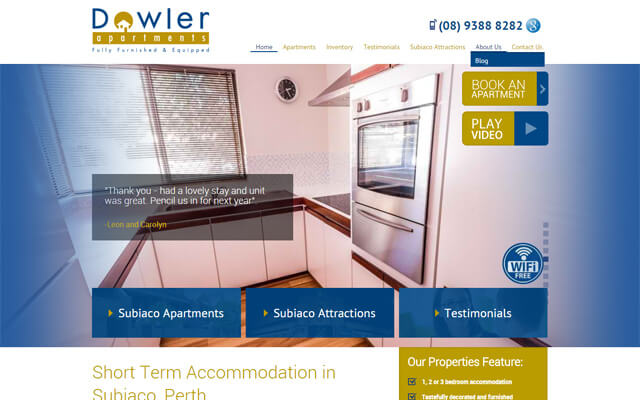 Dowler
apartments
Fully Furnished & Equipped
(08) 9388 8282
Home Apartments Inventory Testimonials Subiaco Attractions About Us Contact Us
Blog
BOOK AN
APARTMENT
PLAY
VIDEO
"Thank you - had a lovely stay and unit
was great. Pencil us in for next year"
-Leon and Carolyn
WiFi
FREE
Subiaco Apartments
Subiaco Attractions
Testimonials
Short Term Accommodation in
Subiaco, Perth
Our Properties Feature:
1, 2 or 3 bedroom accommodation
Tastefully decorated and furnished